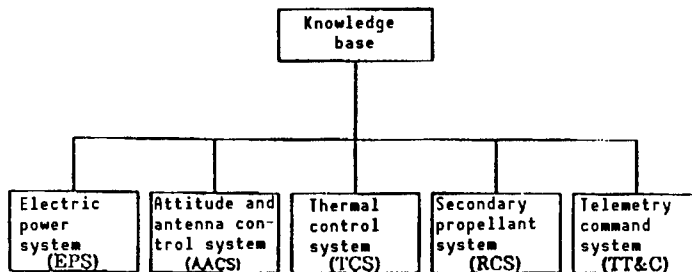 Knowledge
base
Electric
power
system
(EPS)
Attitude and
antenna con-
trol system
(AACS)
Thermal
control
system
(TCS)
Secondary
propellant
system
(RCS)
Telemetry
command
system
(TT&C)